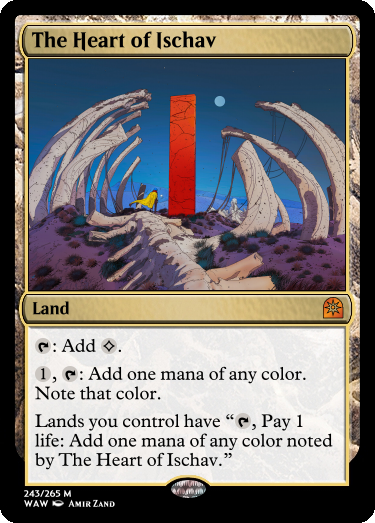 The Heart of Ischav
Land
: Add .
1, : Add one mana of any color.
Note that color.
Lands you control have “, Pay 1
life: Add one mana of any color noted
by The Heart of Ischav.”
243/265 M
WAW Amir Zand